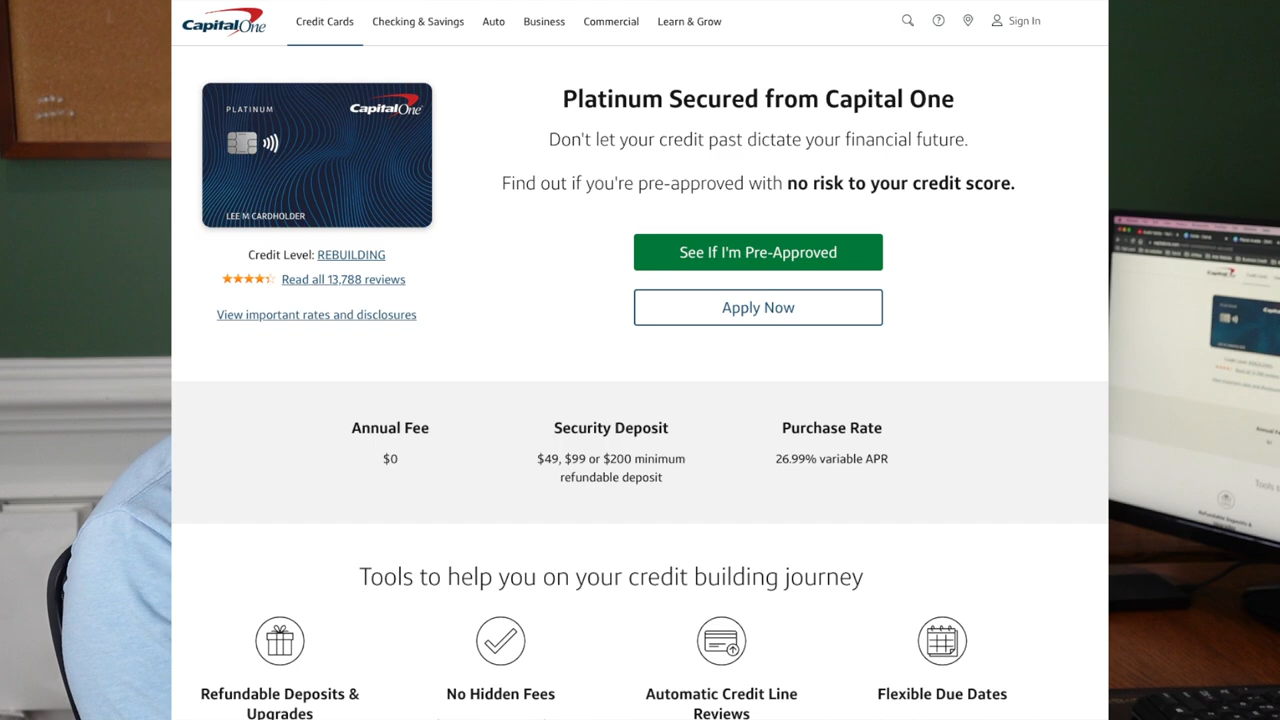 CapitalOne
Credit Cards
Checking & Savings
Auto
Business
Commercial
Learn & Grow
Sign In
PLATINUM
CapitalOne
LEE M CARDHOLDER
Credit Level: REBUILDING
Read all 13,788 reviews
View important rates and disclosures
Platinum Secured from Capital One
Don't let your credit past dictate your financial future.
Find out if you're pre-approved with no risk to your credit score.
See If I'm Pre-Approved
Apply Now
Annual Fee
$0
Security Deposit
$49, $99 or $200 minimum
refundable deposit
Purchase Rate
26.99% variable APR
Tools to help you on your credit building journey
Refundable Deposits &
Upgrades
No Hidden Fees
Automatic Credit Line
Reviews
Flexible Due Dates